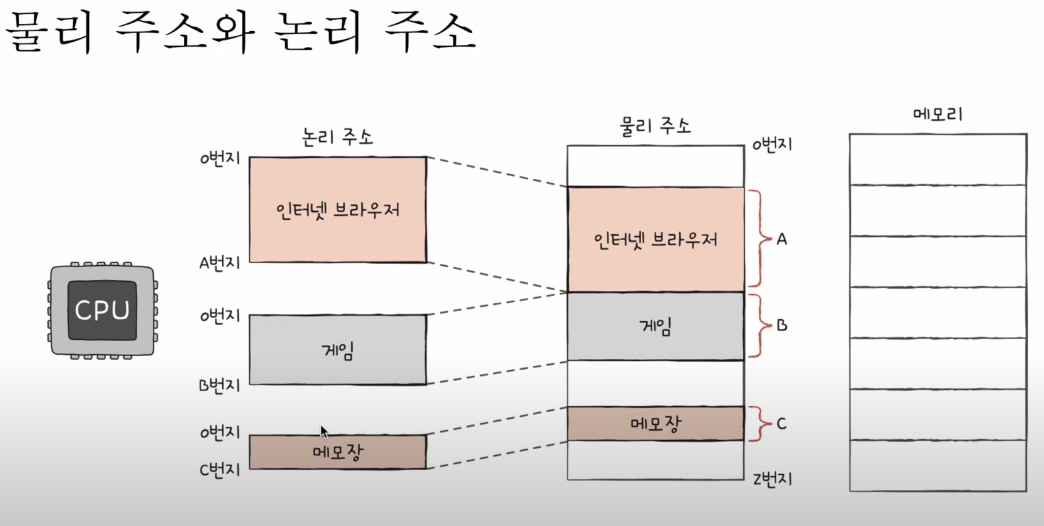 물리 주소와 논리 주소
논리 주소
0번지
인터넷 브라우저
A번지
0번지
게임
B번지
0번지
메모장
C번지
CPU
물리 주소
0번지
인터넷 브라우저
A
게임
B
메모장
C
Z번지
메모리